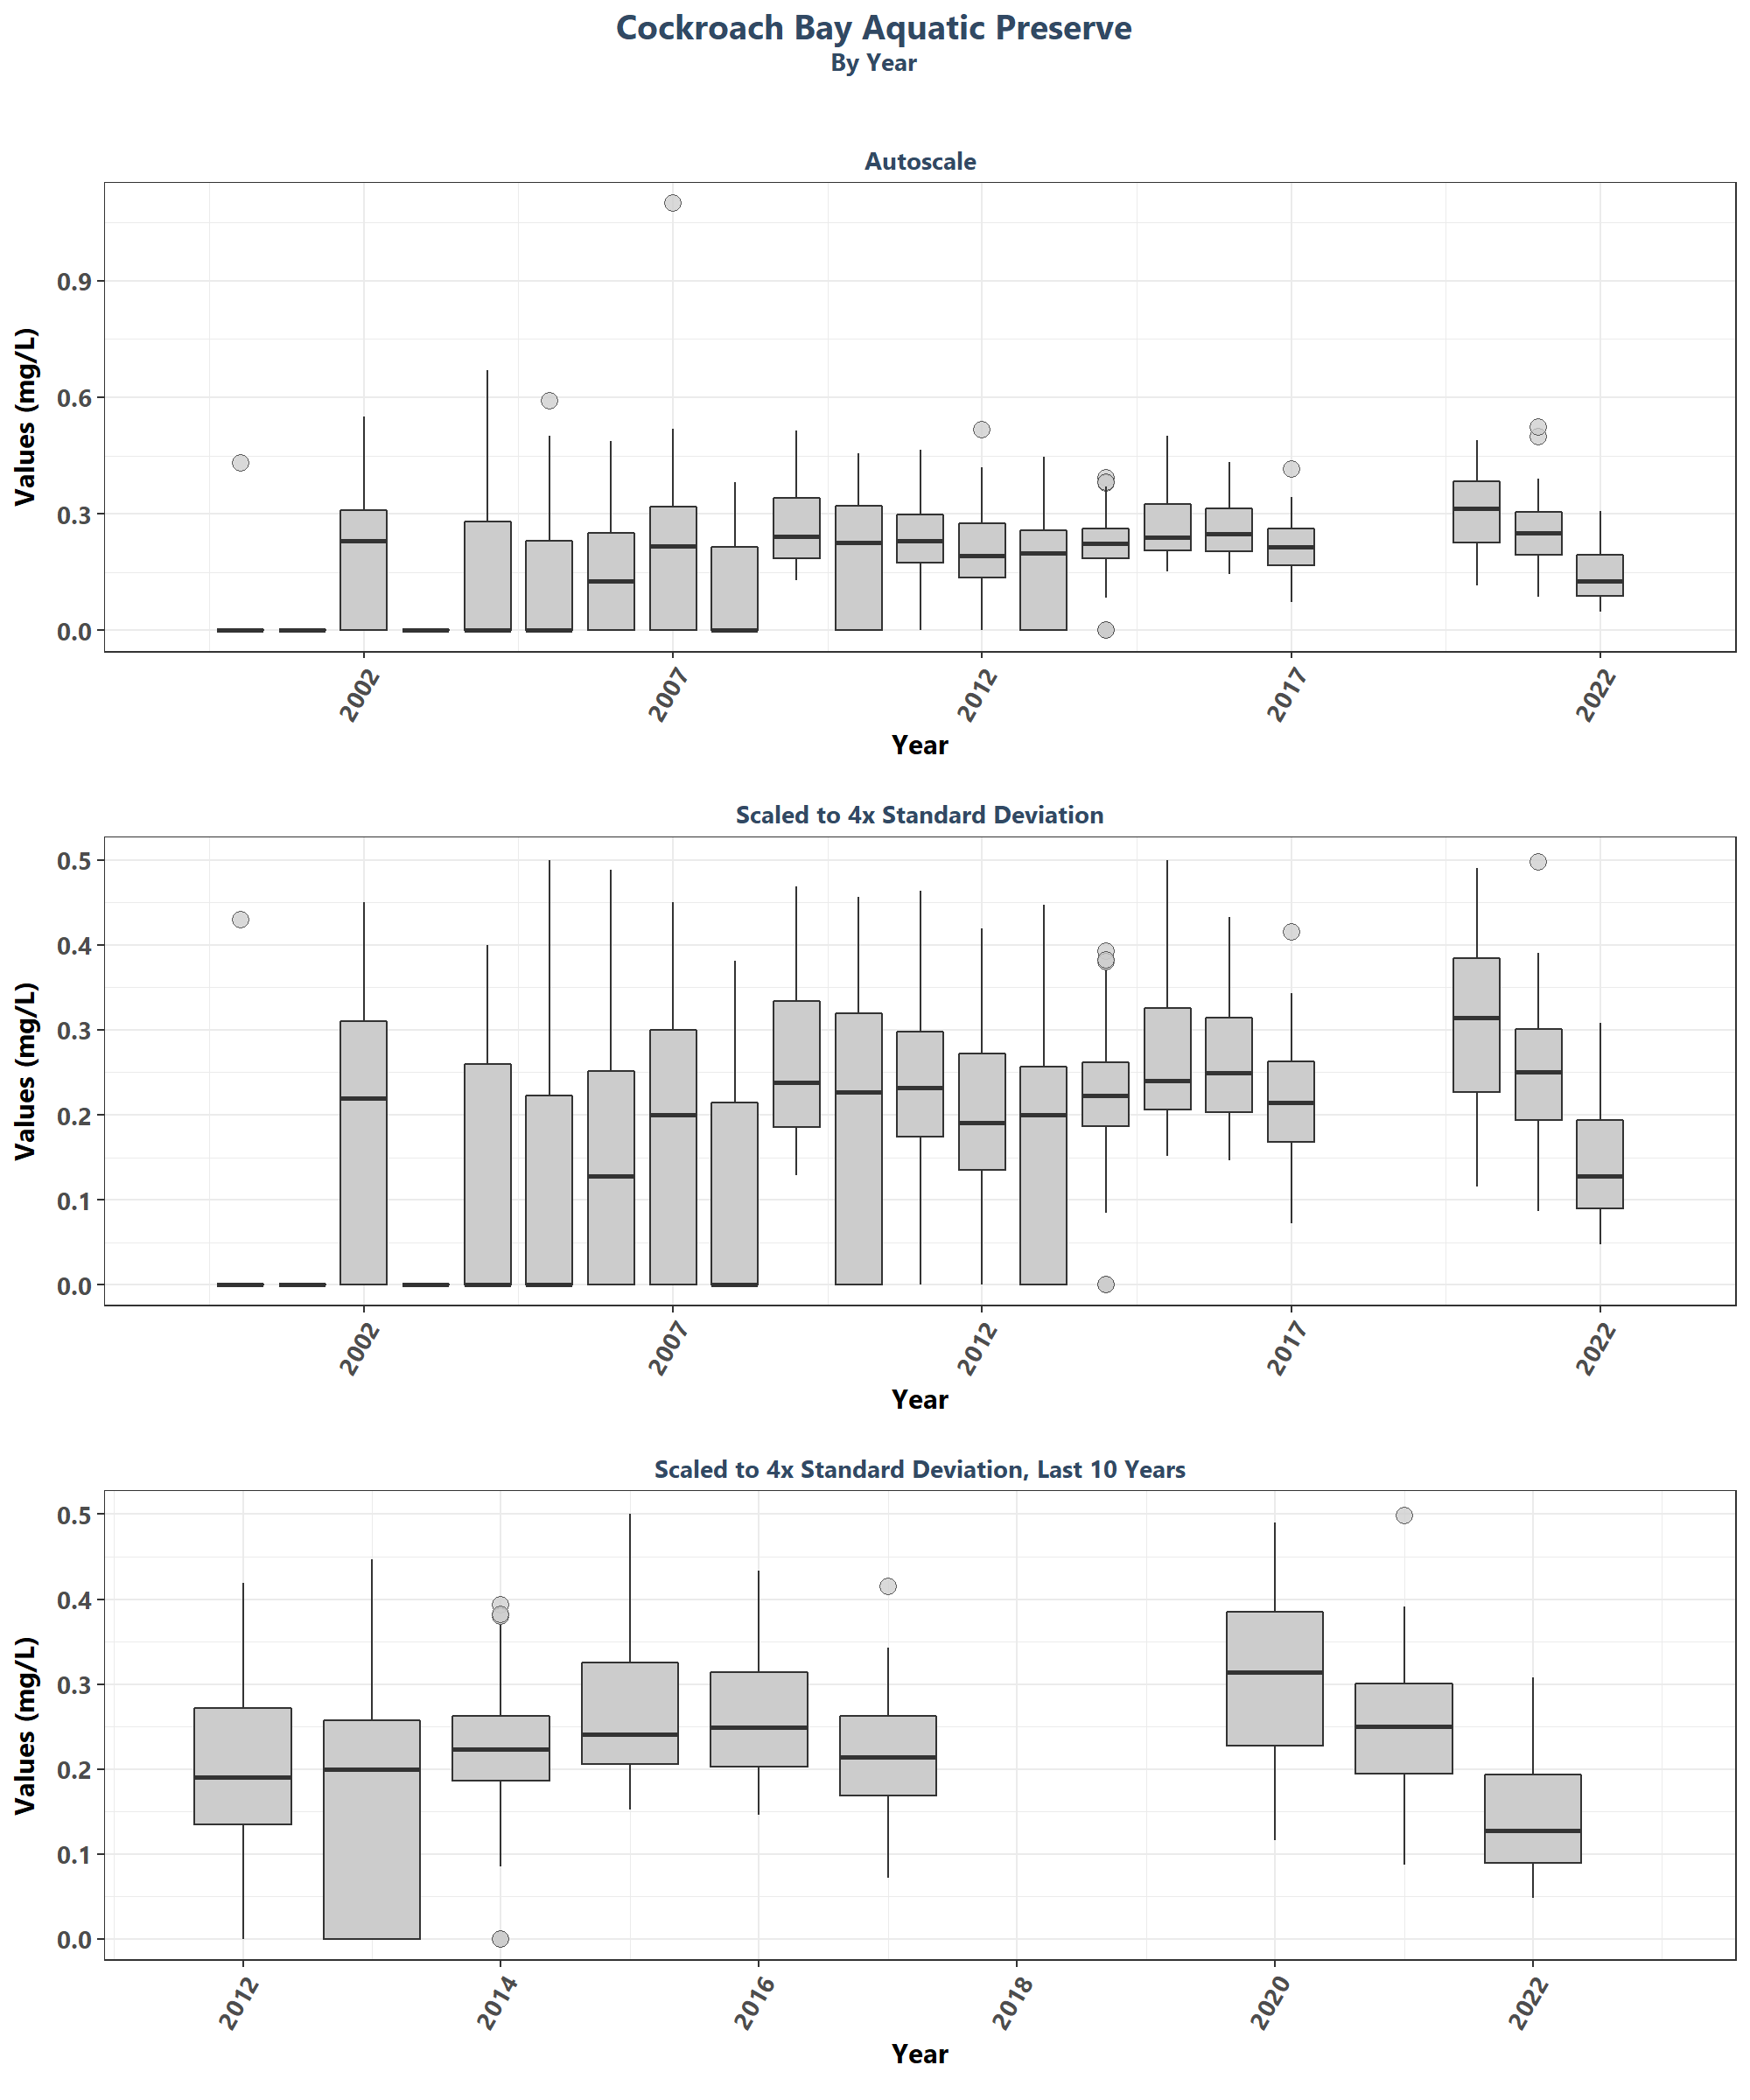 Cockroach Bay Aquatic Preserve
By Year
Autoscale
Values (mg/L)
0.9
0.6
0.3
0.0
2002
2007
2012
2017
2022
Year
Scaled to 4x Standard Deviation
Values (mg/L)
0.5
0.4
0.3
0.2
0.1
0.0
2002
2007
2012
2017
2022
Year
Scaled to 4x Standard Deviation, Last 10 Years
Values (mg/L)
0.5
0.4
0.3
0.2
0.1
0.0
2012
2014
2016
2018
2020
2022
Year